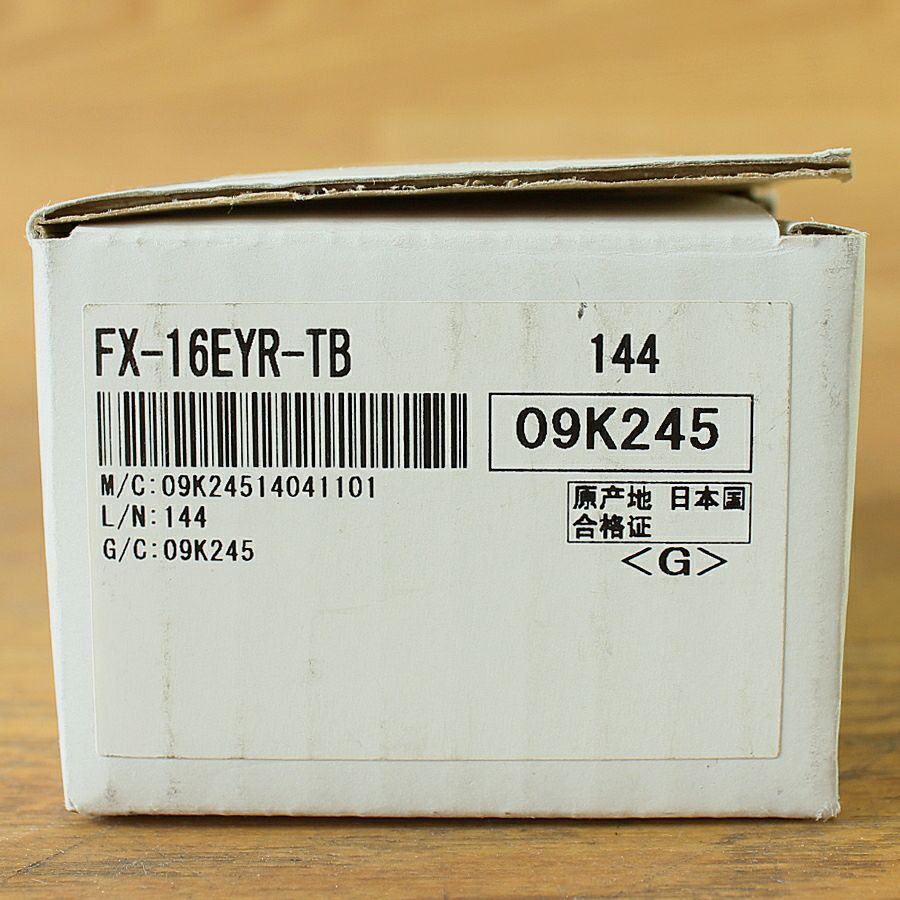 FX-16EYR-TB 144
09K245
M/C:09K24514041101
L/N:144
G/C:09K245
原产地 日本国
合格证
<G>